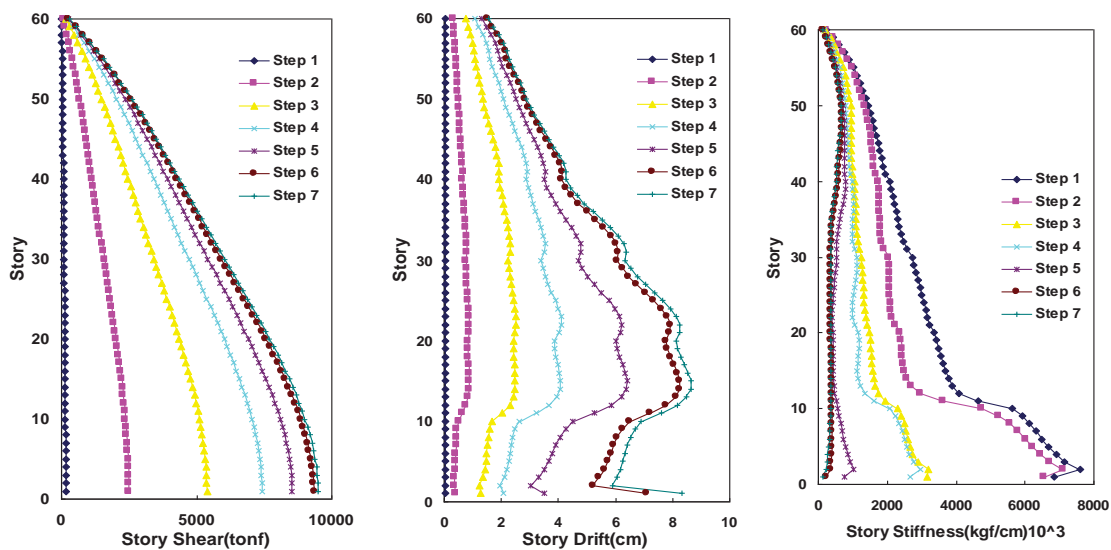 60
50
40
30
20
10
0
Story
0 5000 10000
Story Shear(tonf)
Step 1
Step 2
Step 3
Step 4
Step 5
Step 6
Step 7
60
50
40
30
20
10
0
Story
0 2 4 6 8 10
Story Drift(cm)
Step 1
Step 2
Step 3
Step 4
Step 5
Step 6
Step 7
60
50
40
30
20
10
0
Story
0 2000 4000 6000 8000
Story Stiffness(kgf/cm)10^3
Step 1
Step 2
Step 3
Step 4
Step 5
Step 6
Step 7